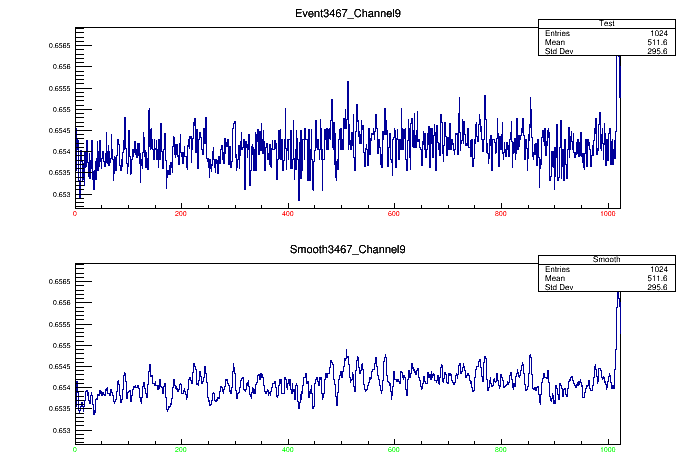 Event3467_Channel9
Test
Entries 1024
Mean 511.6
Std Dev 295.6
0.6565
0.656
0.6555
0.655
0.6545
0.654
0.6535
0.653
0 200 400 600 800 1000
Smooth3467_Channel9
Smooth
Entries 1024
Mean 511.6
Std Dev 295.6
0.6565
0.656
0.6555
0.655
0.6545
0.654
0.6535
0.653
0 200 400 600 800 1000